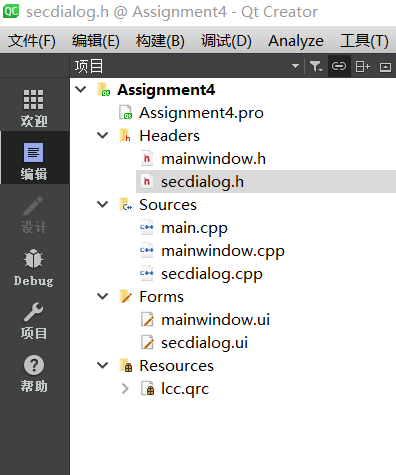 QC secdialog.h @ Assignment4 - Qt Creator
文件(F) 编辑(E) 构建(B) 调试(D) Analyze 工具(T)
项目
欢迎
编辑
设计
Debug
项目
帮助
Assignment4
Assignment4.pro
Headers
mainwindow.h
secdialog.h
Sources
main.cpp
mainwindow.cpp
secdialog.cpp
Forms
mainwindow.ui
secdialog.ui
Resources
lcc.qrc